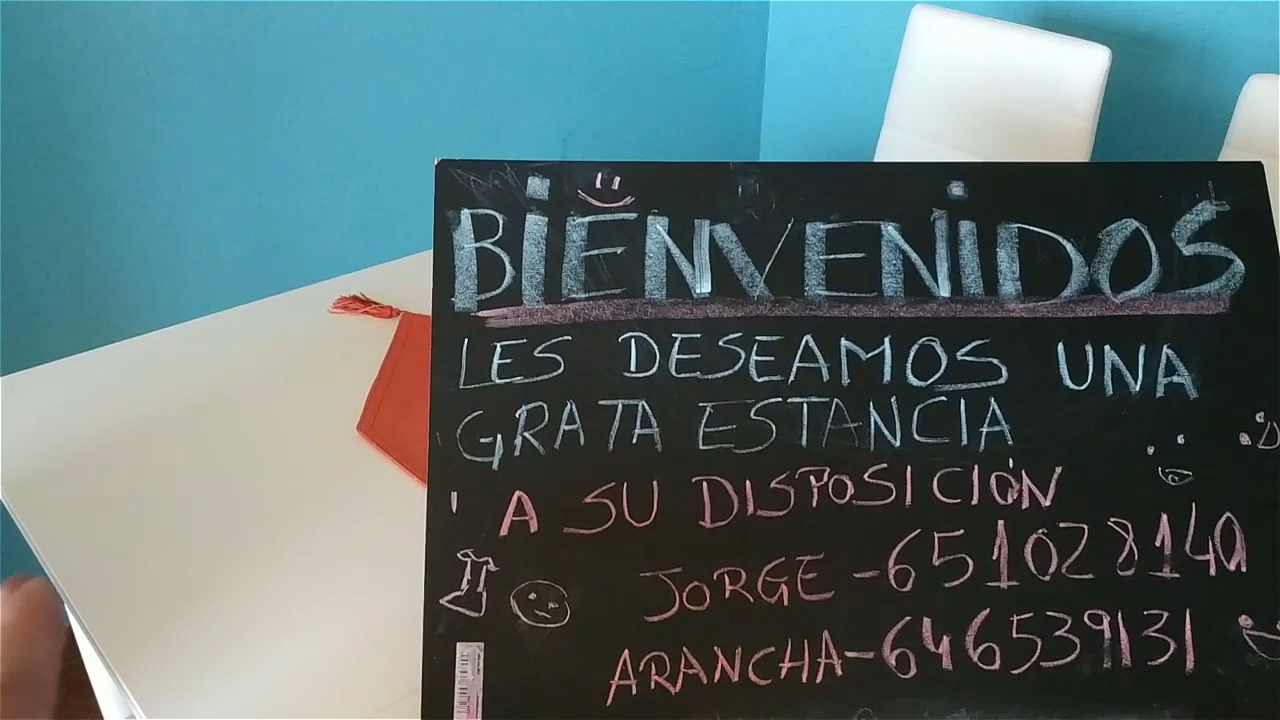 BIENVENIDOS
LES DESEAMOS UNA
GRATA ESTANCIA
A SU DISPOSICIÓN
JORGE - 651028140
ARANCHA - 646539131